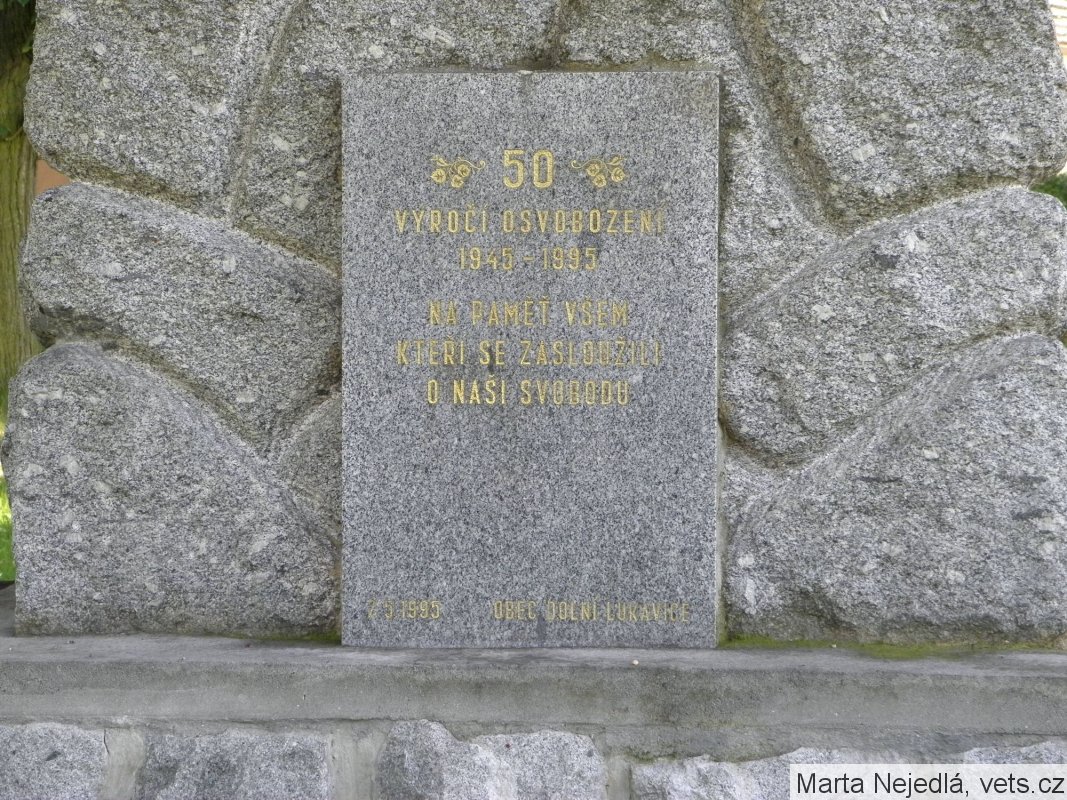 50
VÝROČÍ OSVOBOZENÍ
1945 - 1995
NA PAMĚŤ VŠEM
KTEŘÍ SE ZASLOUŽILI
O NAŠI SVOBODU
7.5.1995 OBEC DOLNÍ LUKAVICE
Marta Nejedlá, vets.cz